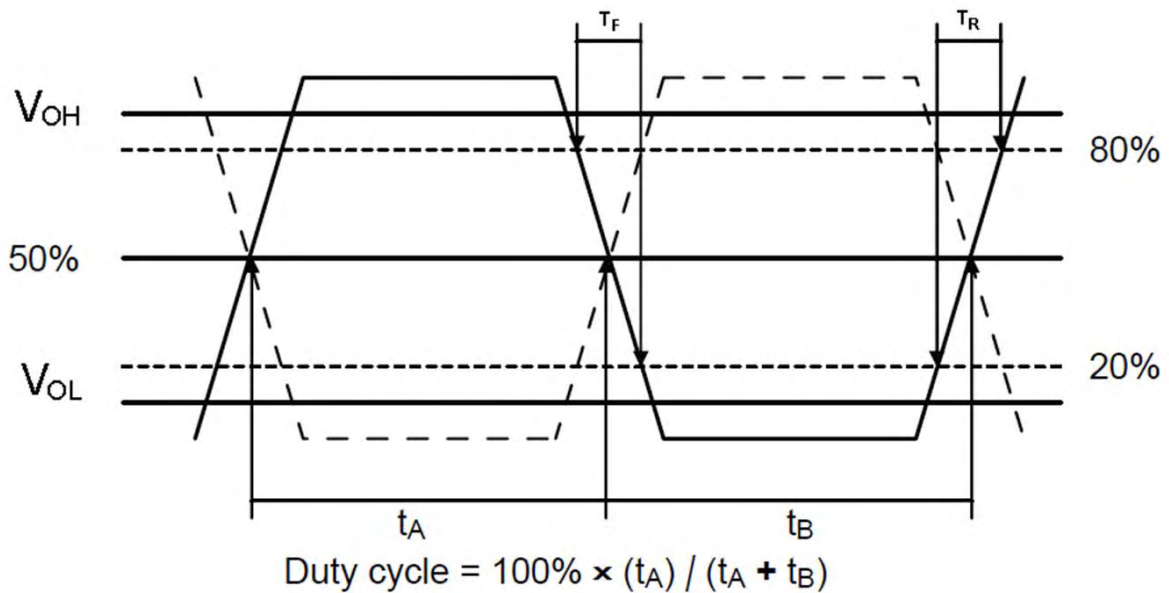 TF
TR
VOH
80%
50%
20%
VOL
tA
tB
Duty cycle = 100% × (tA) / (tA + tB)